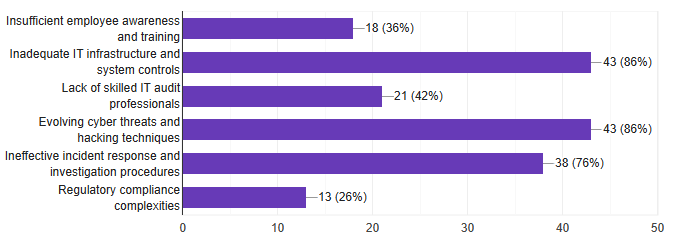 Insufficient employee awareness
and training
18 (36%)
Inadequate IT infrastructure and
system controls
43 (86%)
Lack of skilled IT audit
professionals
21 (42%)
Evolving cyber threats and
hacking techniques
43 (86%)
Ineffective incident response and
investigation procedures
38 (76%)
Regulatory compliance
complexities
13 (26%)
0 10 20 30 40 50